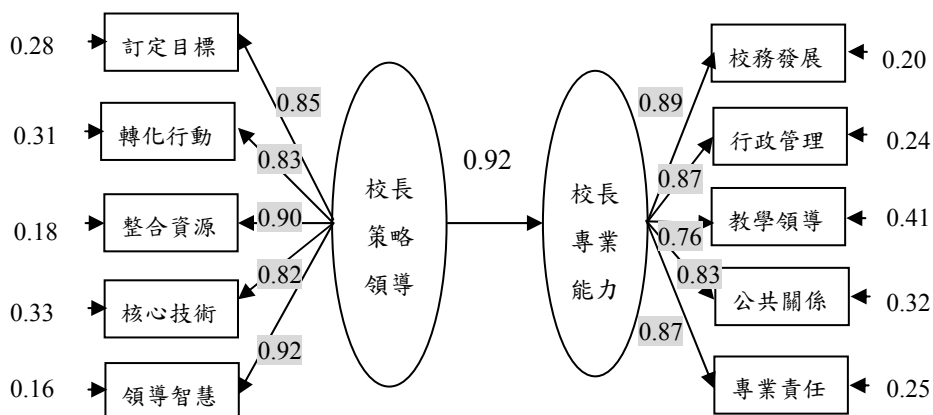 0.28
訂定目標
0.85
0.31
轉化行動
0.83
0.18
整合資源
0.90
0.33
核心技術
0.82
0.16
領導智慧
0.92
校長
策略
領導
0.92
校長
專業
能力
0.89
校務發展
0.20
0.87
行政管理
0.24
0.76
教學領導
0.41
0.83
公共關係
0.32
0.87
專業責任
0.25